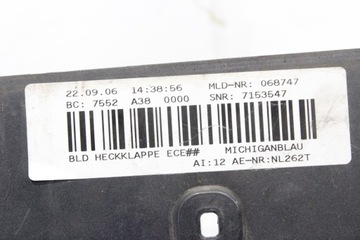 22.09.06 14:38:56 MLD-NR: 068747
BC: 7552 A38 0000 SNR: 7153547
BLD HECKKLAPPE ECE## MICHIGANBLAU
AI:12 AE-NR:NL262T